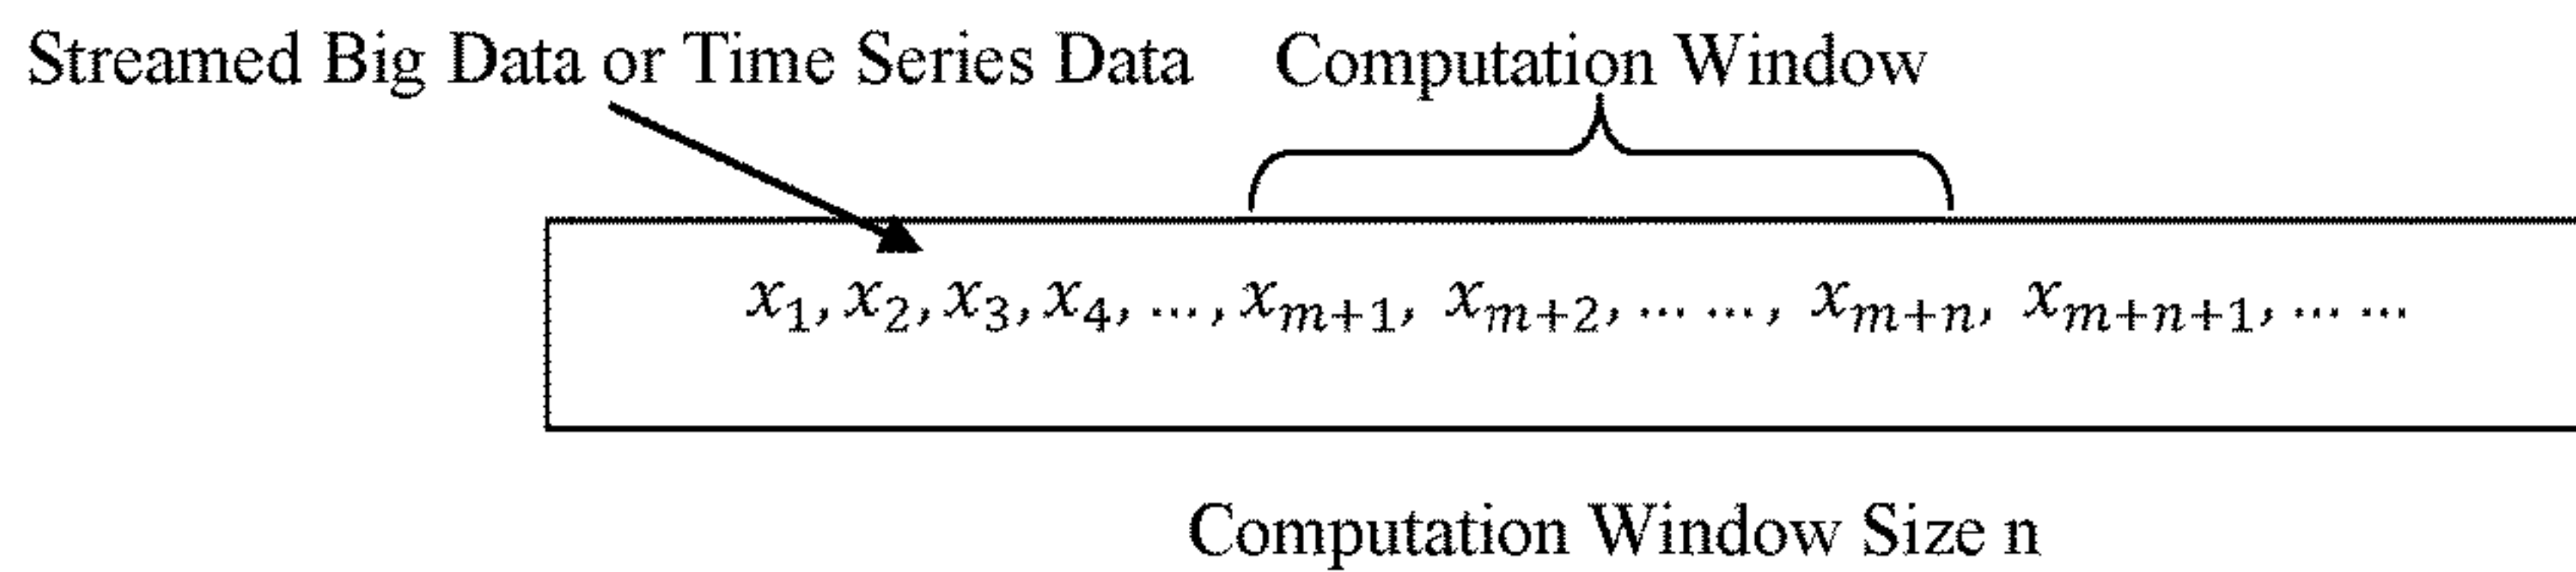 Streamed Big Data or Time Series Data Computation Window
x₁, x₂, x₃, x₄, ..., xₘ₊₁, xₘ₊₂, ... ..., xₘ₊ₙ, xₘ₊ₙ₊₁, ... ...
Computation Window Size n